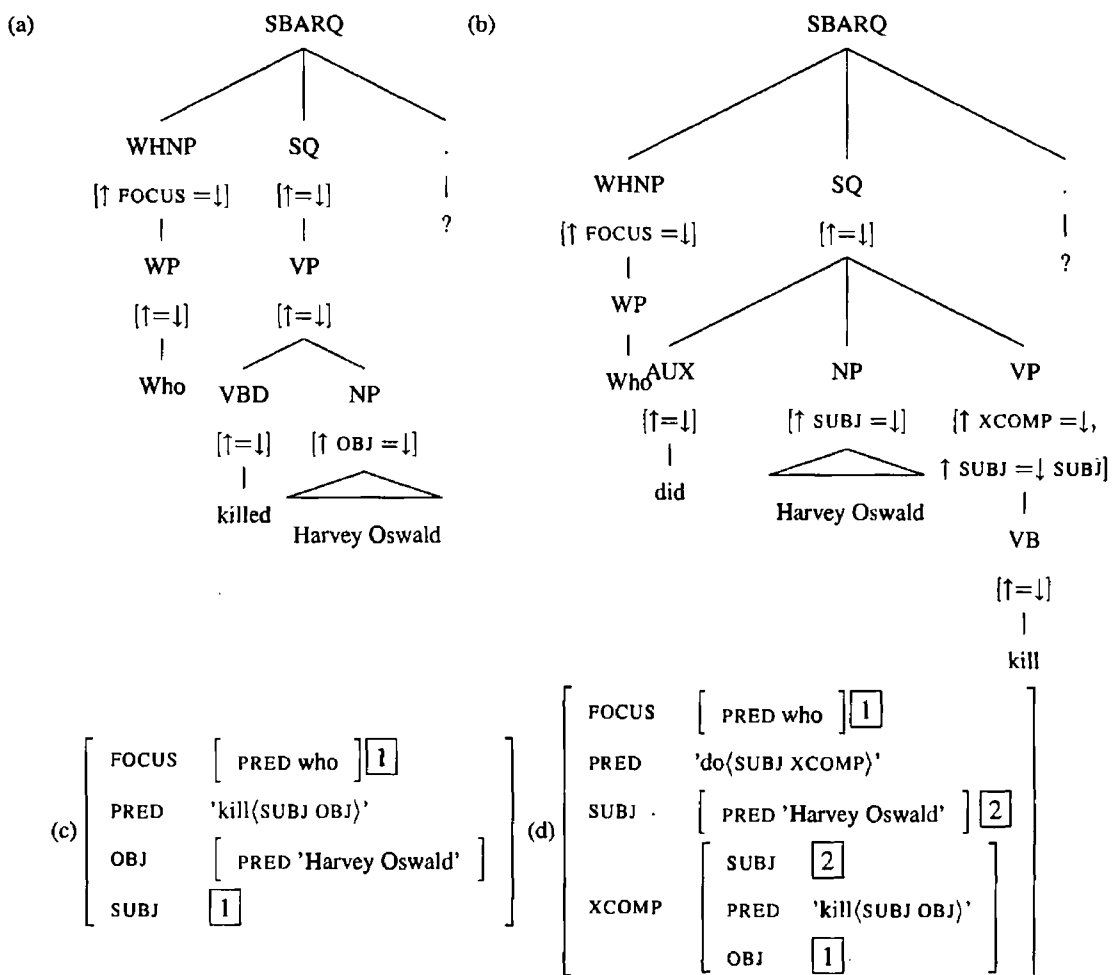 (a) SBARQ
WHNP SQ .
[↑ FOCUS =↓] [↑=↓] ?
WP VP
[↑=↓] [↑=↓]
Who VBD NP
[↑=↓] [↑ OBJ =↓]
killed Harvey Oswald
(b) SBARQ
WHNP SQ .
[↑ FOCUS =↓] [↑=↓] ?
WP
Who AUX NP VP
[↑=↓] [↑ SUBJ =↓] [↑ XCOMP =↓,
↑ SUBJ =↓ SUBJ]
did Harvey Oswald VB
[↑=↓]
kill
(c)
FOCUS [ PRED who ] 1
PRED 'kill⟨SUBJ OBJ⟩'
OBJ [ PRED 'Harvey Oswald' ]
SUBJ 1
(d)
FOCUS [ PRED who ] 1
PRED 'do⟨SUBJ XCOMP⟩'
SUBJ [ PRED 'Harvey Oswald' ] 2
SUBJ 2
XCOMP PRED 'kill⟨SUBJ OBJ⟩'
OBJ 1